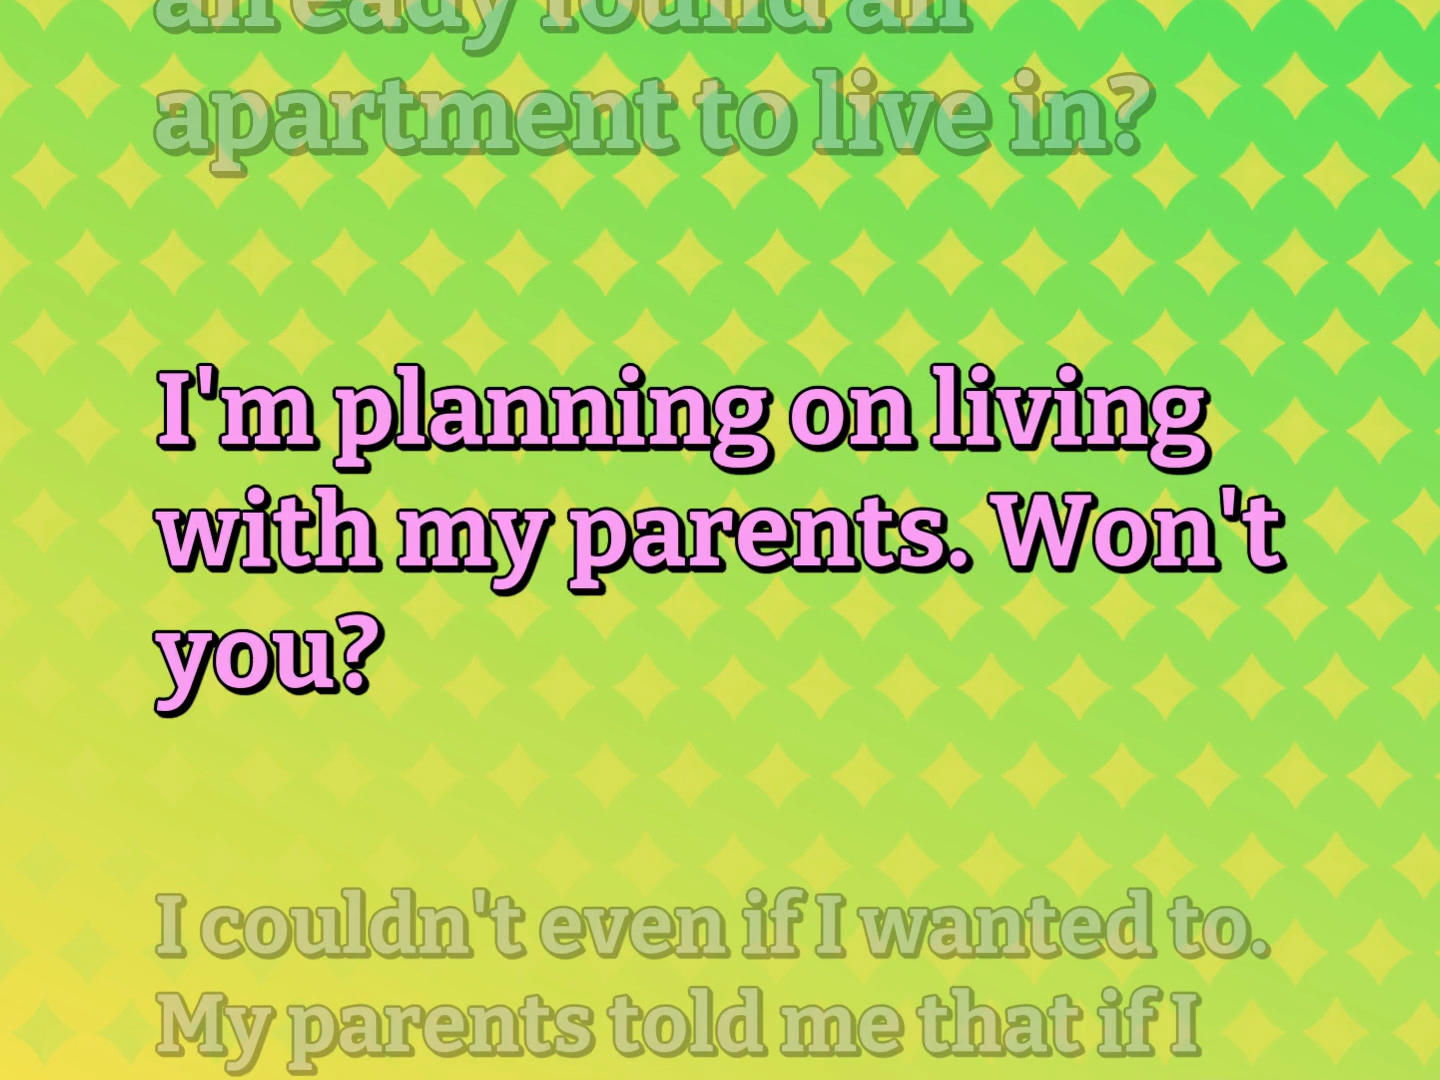 already found an
apartment to live in?
I'm planning on living
with my parents. Won't
you?
I couldn't even if I wanted to.
My parents told me that if I